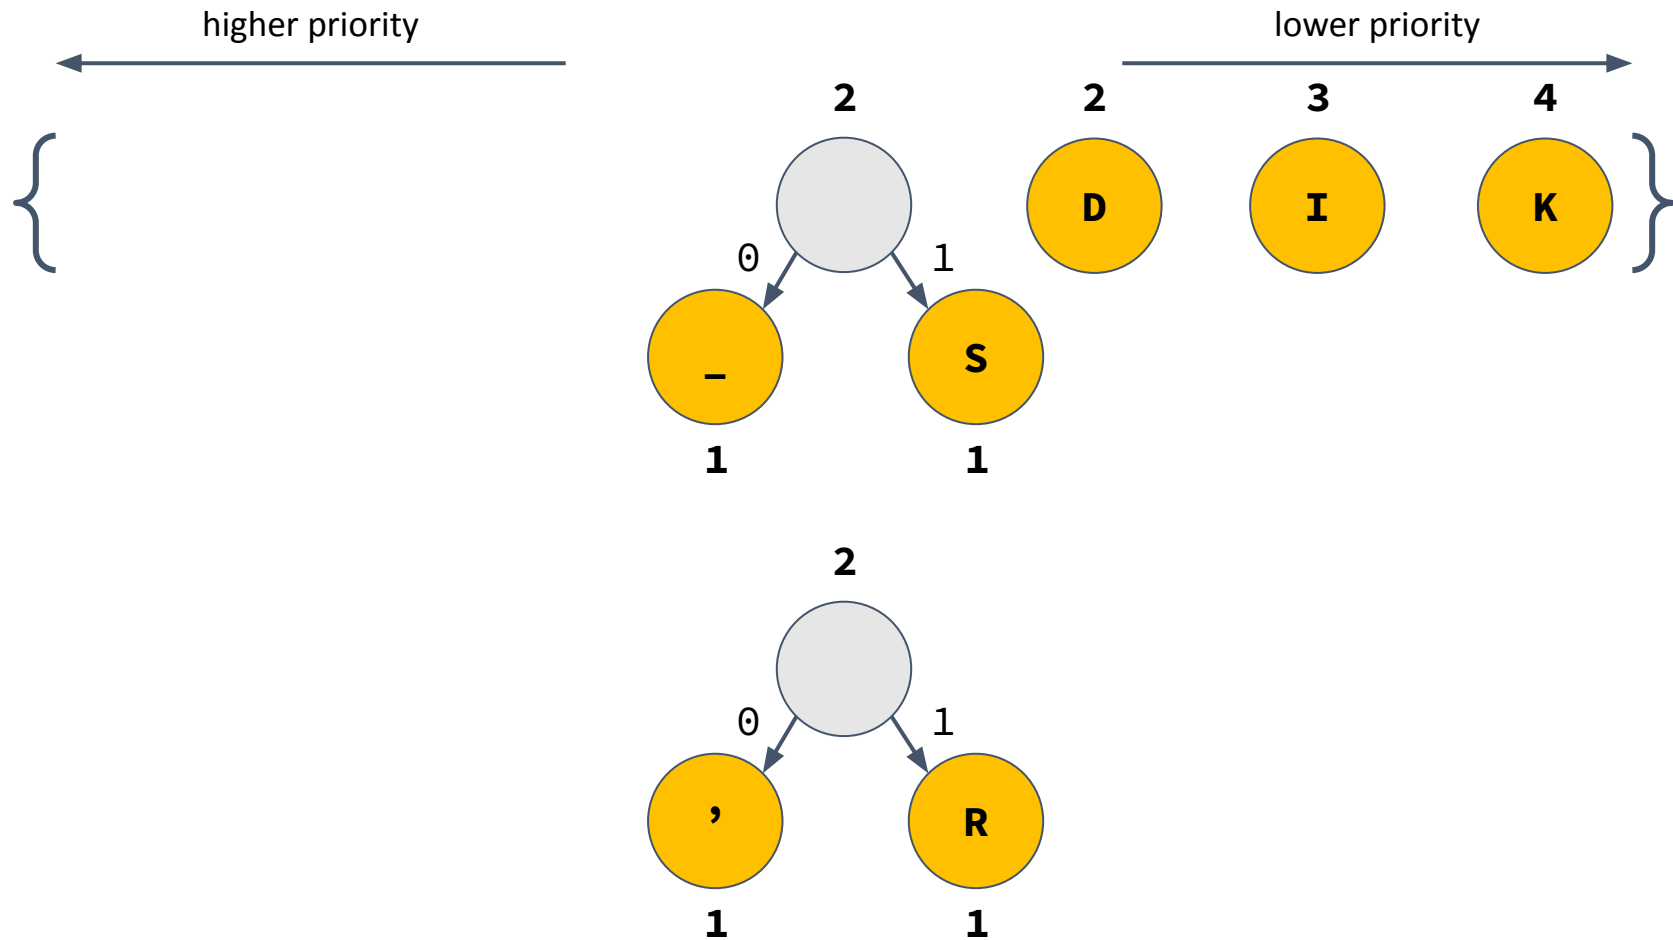 higher priority
lower priority
2 2 3 4
{ D I K }
0 1
_ S
1 1
2
0 1
’ R
1 1